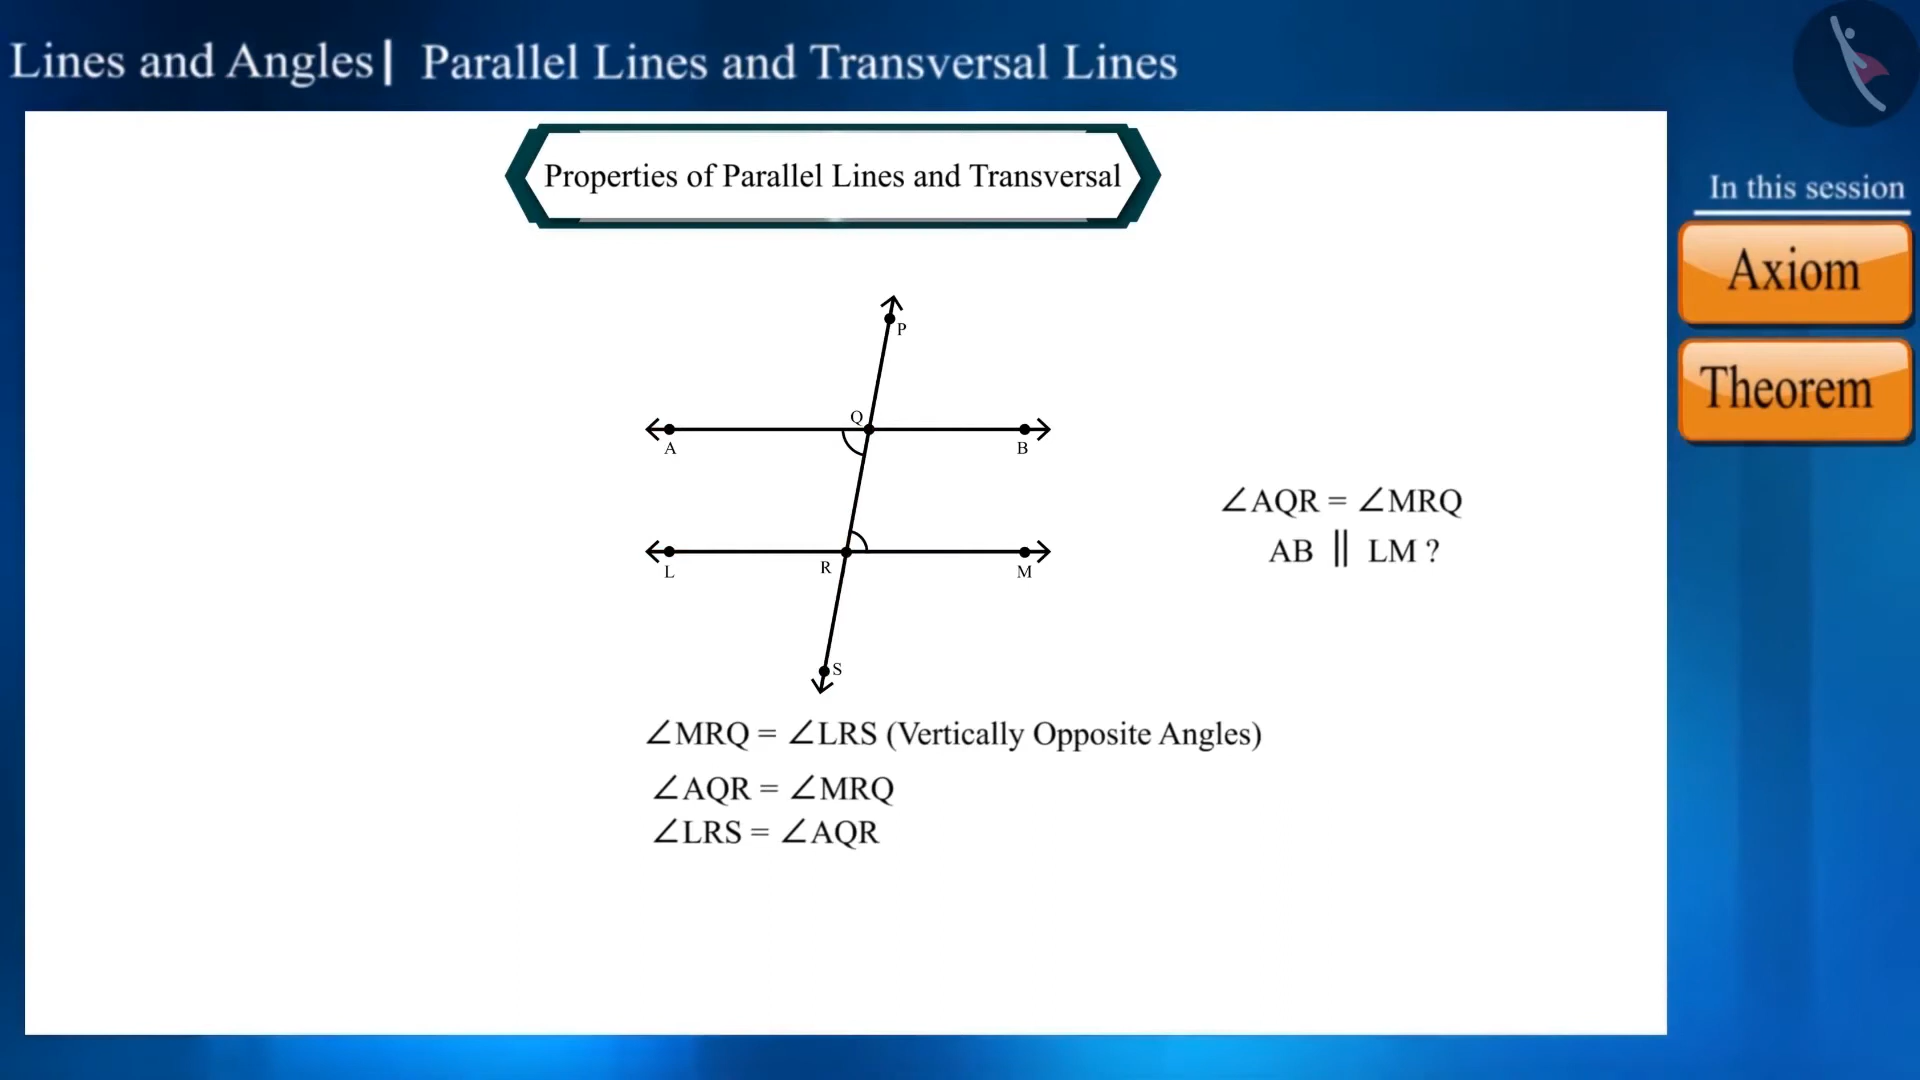 Lines and Angles| Parallel Lines and Transversal Lines
Properties of Parallel Lines and Transversal
In this session
Axiom
Theorem
P
Q
A
B
∠AQR = ∠MRQ
AB || LM ?
L
R
M
S
∠MRQ = ∠LRS (Vertically Opposite Angles)
∠AQR = ∠MRQ
∠LRS = ∠AQR